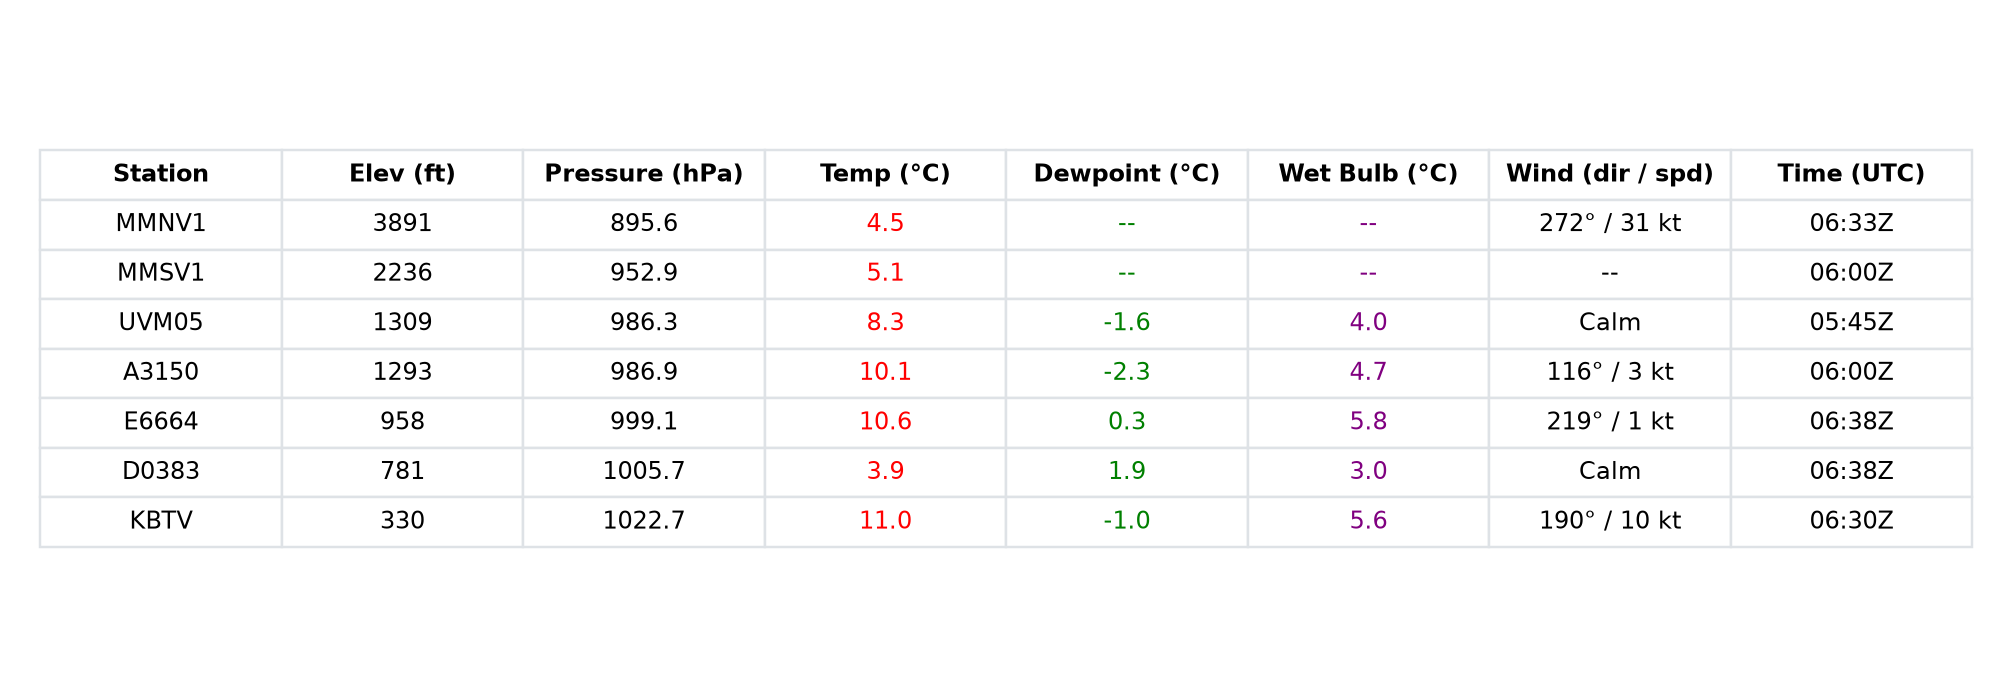 Station Elev (ft) Pressure (hPa) Temp (°C) Dewpoint (°C) Wet Bulb (°C) Wind (dir / spd) Time (UTC)
MMNV1 3891 895.6 4.5 -- -- 272° / 31 kt 06:33Z
MMSV1 2236 952.9 5.1 -- -- -- 06:00Z
UVM05 1309 986.3 8.3 -1.6 4.0 Calm 05:45Z
A3150 1293 986.9 10.1 -2.3 4.7 116° / 3 kt 06:00Z
E6664 958 999.1 10.6 0.3 5.8 219° / 1 kt 06:38Z
D0383 781 1005.7 3.9 1.9 3.0 Calm 06:38Z
KBTV 330 1022.7 11.0 -1.0 5.6 190° / 10 kt 06:30Z